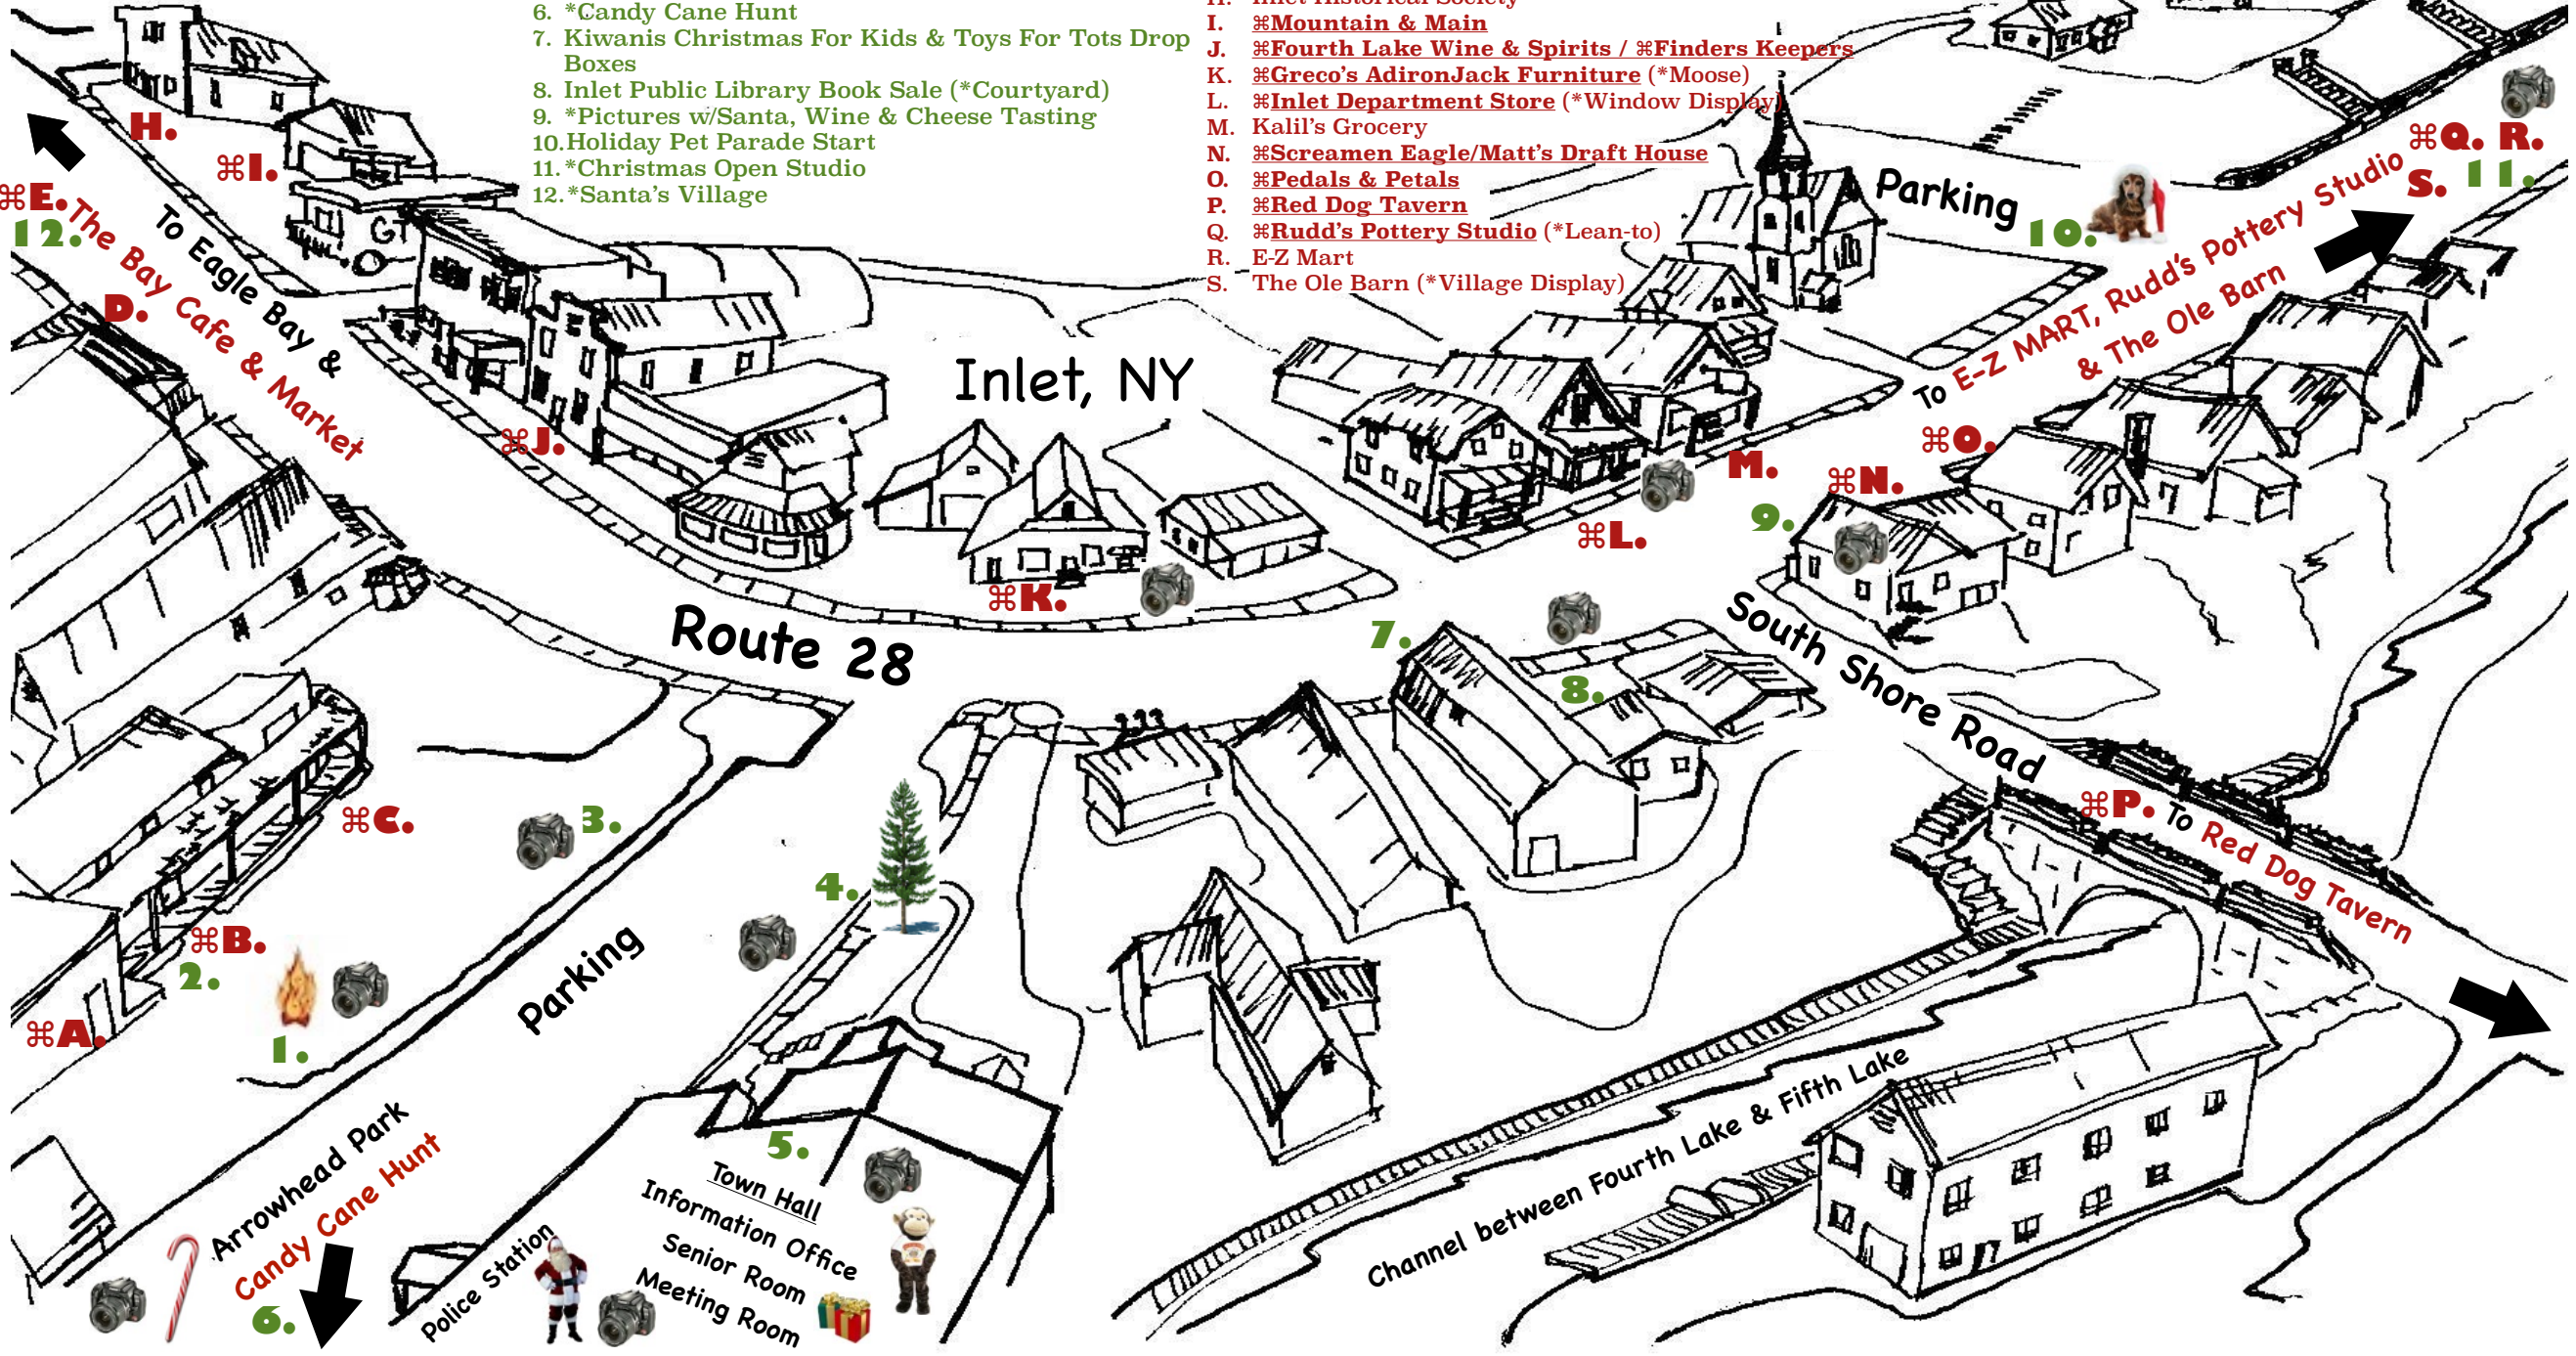 6. *Candy Cane Hunt
7. Kiwanis Christmas For Kids & Toys For Tots Drop
Boxes
8. Inlet Public Library Book Sale (*Courtyard)
9. *Pictures w/Santa, Wine & Cheese Tasting
10. Holiday Pet Parade Start
11. *Christmas Open Studio
12. *Santa's Village
H. Inlet Historical Society
I. ⌘Mountain & Main
J. ⌘Fourth Lake Wine & Spirits / ⌘Finders Keepers
K. ⌘Greco's AdironJack Furniture (*Moose)
L. ⌘Inlet Department Store (*Window Display)
M. Kalil's Grocery
N. ⌘Screamen Eagle/Matt's Draft House
O. ⌘Pedals & Petals
P. ⌘Red Dog Tavern
Q. ⌘Rudd's Pottery Studio (*Lean-to)
R. E-Z Mart
S. The Ole Barn (*Village Display)
H.
⌘I.
⌘E.
12.
To Eagle Bay &
The Bay Cafe & Market
D.
GT
⌘J.
Inlet, NY
Parking
10.
⌘Q. R.
S. 11.
To E-Z MART, Rudd's Pottery Studio
& The Ole Barn
⌘O.
⌘N.
M.
9.
⌘L.
⌘K.
Route 28
7.
8.
South Shore Road
⌘P. To Red Dog Tavern
⌘C.
3.
4.
⌘B.
2.
⌘A.
1.
Parking
Arrowhead Park
Candy Cane Hunt
6.
5.
Town Hall
Information Office
Senior Room
Meeting Room
Police Station
Channel between Fourth Lake & Fifth Lake